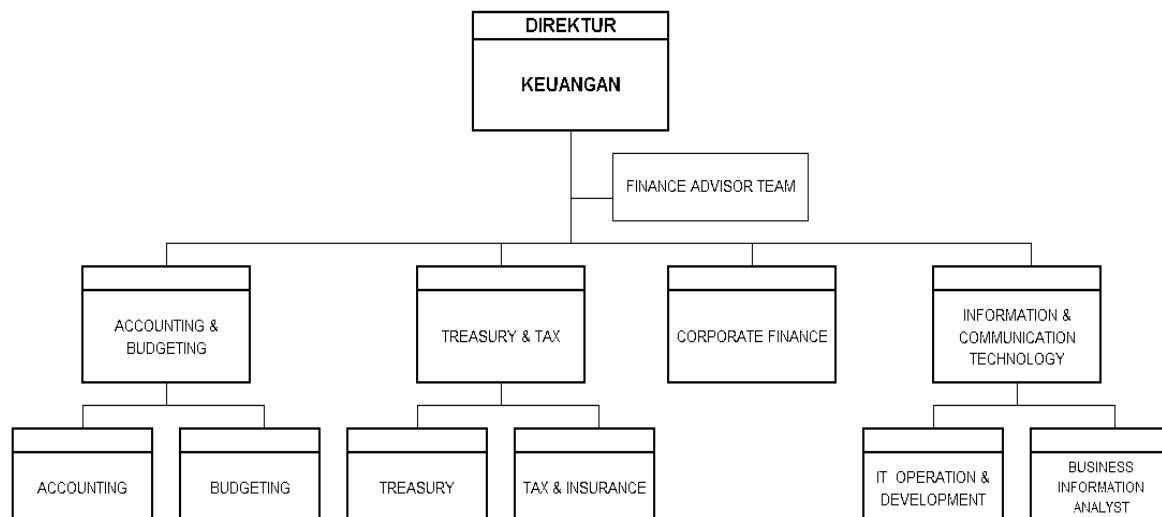 DIREKTUR
KEUANGAN
FINANCE ADVISOR TEAM
ACCOUNTING &
BUDGETING
TREASURY & TAX
CORPORATE FINANCE
INFORMATION &
COMMUNICATION
TECHNOLOGY
ACCOUNTING
BUDGETING
TREASURY
TAX & INSURANCE
IT OPERATION &
DEVELOPMENT
BUSINESS
INFORMATION
ANALYST